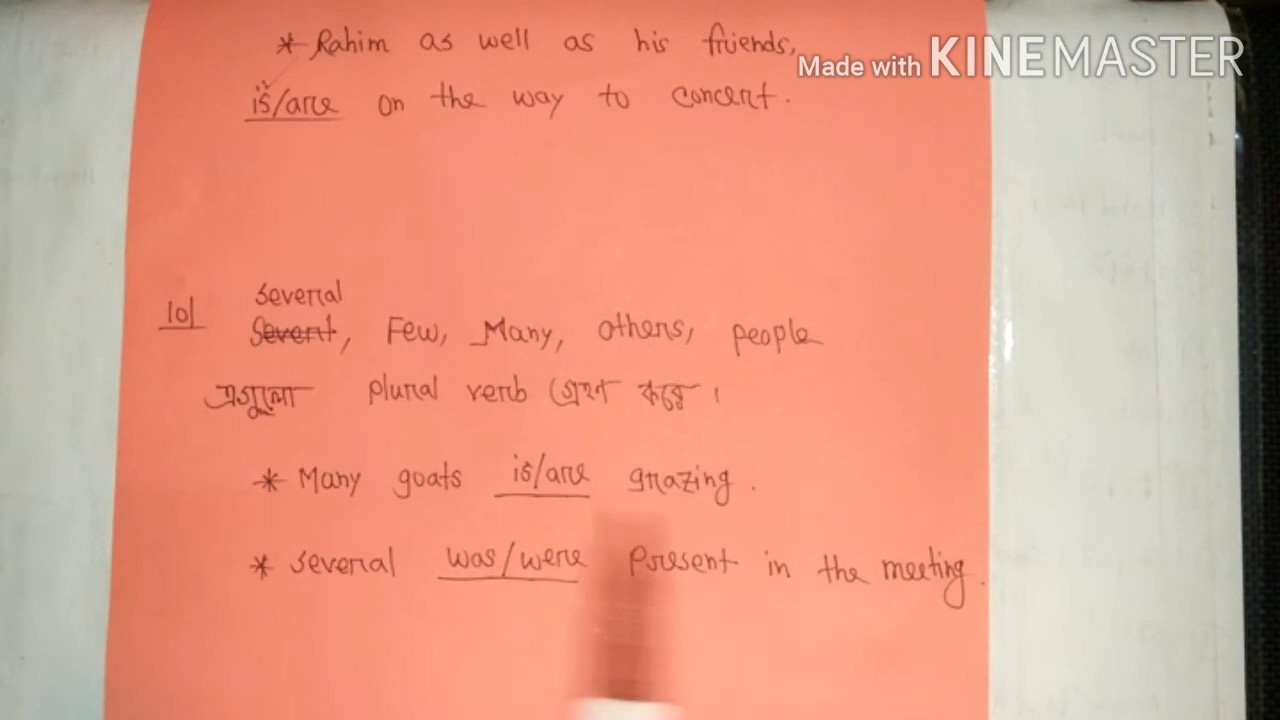 * Rahim as well as his friends,
Made with KINEMASTER
is/are on the way to concert.
10|
several
Severt, Few, Many, others, people
এগুলো plural verb গ্রহণ করে।
* Many goats is/are grazing.
* several was/were Present in the meeting.